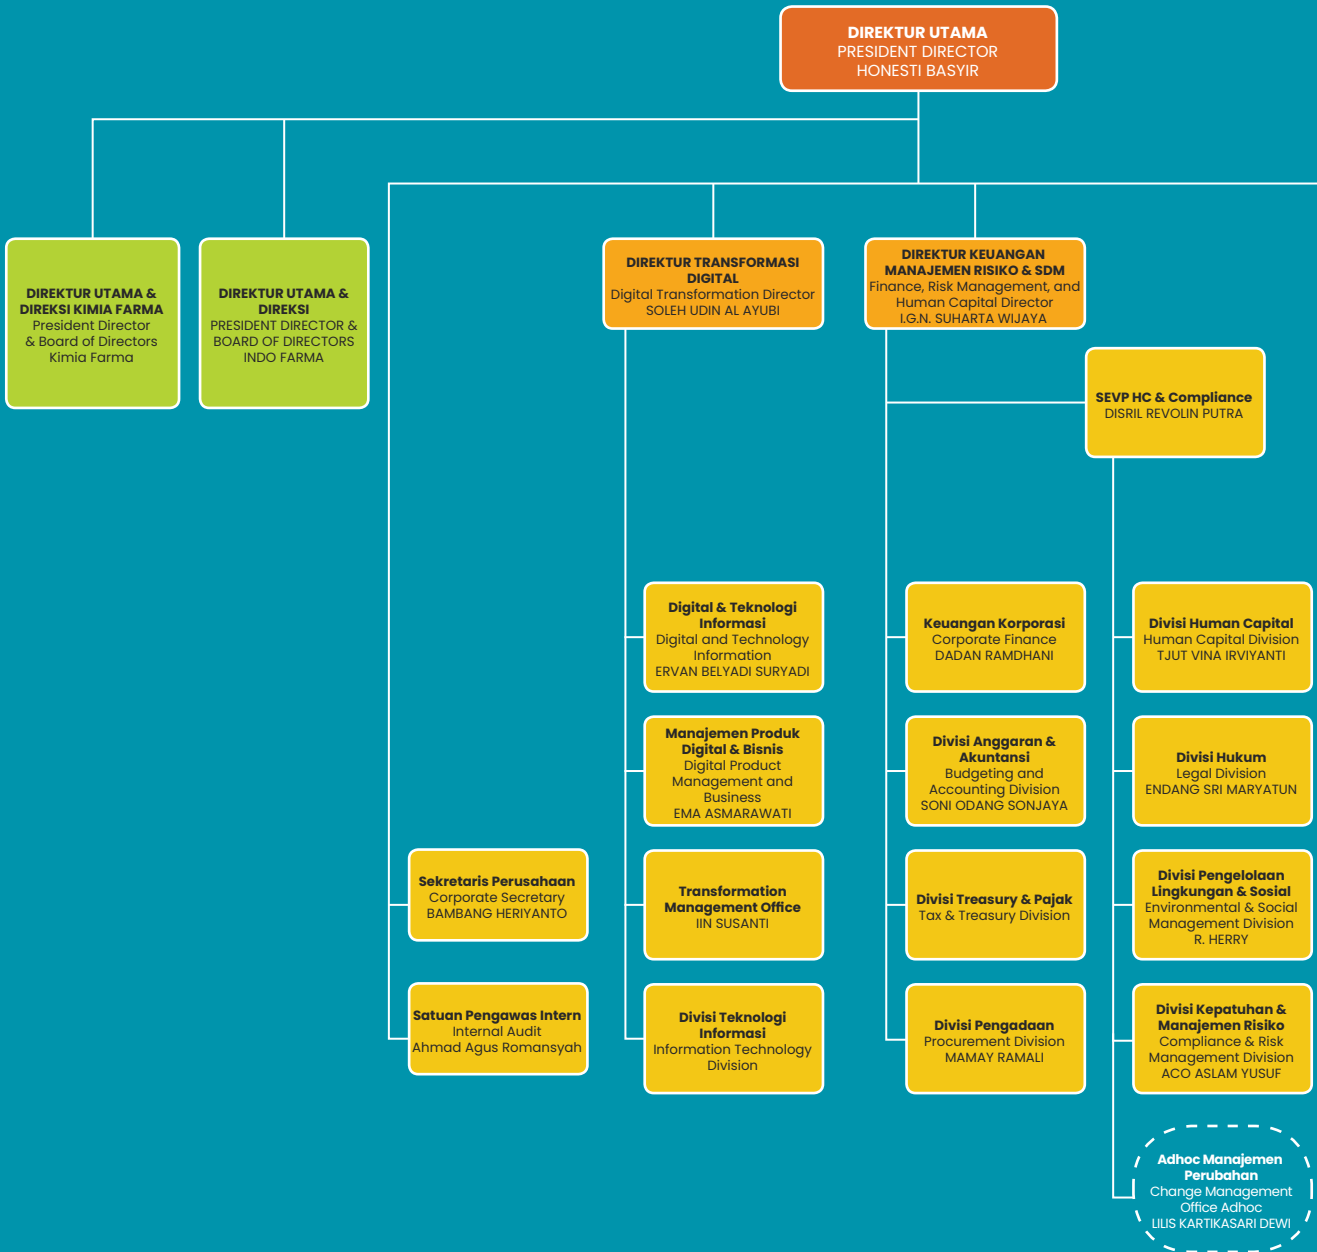 DIREKTUR UTAMA
PRESIDENT DIRECTOR
HONESTI BASYIR
DIREKTUR UTAMA &
DIREKSI KIMIA FARMA
President Director
& Board of Directors
Kimia Farma
DIREKTUR UTAMA &
DIREKSI
PRESIDENT DIRECTOR &
BOARD OF DIRECTORS
INDO FARMA
DIREKTUR TRANSFORMASI
DIGITAL
Digital Transformation Director
SOLEH UDIN AL AYUBI
DIREKTUR KEUANGAN
MANAJEMEN RISIKO & SDM
Finance, Risk Management, and
Human Capital Director
I.G.N. SUHARTA WIJAYA
SEVP HC & Compliance
DISRIL REVOLIN PUTRA
Sekretaris Perusahaan
Corporate Secretary
BAMBANG HERIYANTO
Satuan Pengawas Intern
Internal Audit
Ahmad Agus Romansyah
Digital & Teknologi
Informasi
Digital and Technology
Information
ERVAN BELYADI SURYADI
Manajemen Produk
Digital & Bisnis
Digital Product
Management and
Business
EMA ASMARAWATI
Transformation
Management Office
IIN SUSANTI
Divisi Teknologi
Informasi
Information Technology
Division
Keuangan Korporasi
Corporate Finance
DADAN RAMDHANI
Divisi Anggaran &
Akuntansi
Budgeting and
Accounting Division
SONI ODANG SONJAYA
Divisi Treasury & Pajak
Tax & Treasury Division
Divisi Pengadaan
Procurement Division
MAMAY RAMALI
Divisi Human Capital
Human Capital Division
TJUT VINA IRVIYANTI
Divisi Hukum
Legal Division
ENDANG SRI MARYATUN
Divisi Pengelolaan
Lingkungan & Sosial
Environmental & Social
Management Division
R. HERRY
Divisi Kepatuhan &
Manajemen Risiko
Compliance & Risk
Management Division
ACO ASLAM YUSUF
Adhoc Manajemen
Perubahan
Change Management
Office Adhoc
LILIS KARTIKASARI DEWI